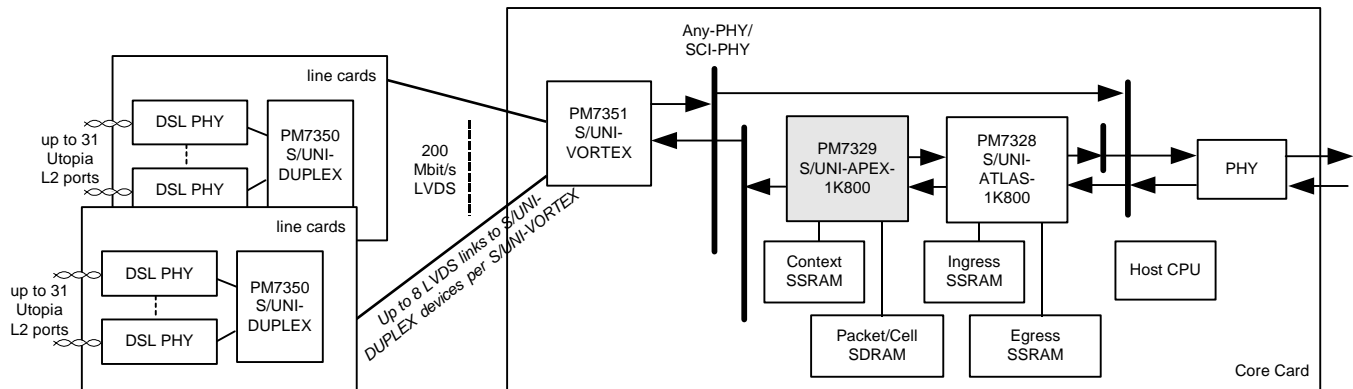 line cards
DSL PHY
DSL PHY
PM7350
S/UNI-
DUPLEX
up to 31
Utopia
L2 ports
line cards
DSL PHY
DSL PHY
PM7350
S/UNI-
DUPLEX
up to 31
Utopia
L2 ports
200
Mbit/s
LVDS
Up to 8 LVDS links to S/UNI-
DUPLEX devices per S/UNI-VORTEX
PM7351
S/UNI-
VORTEX
Any-PHY/
SCI-PHY
PM7329
S/UNI-APEX-
1K800
PM7328
S/UNI-
ATLAS-
1K800
PHY
Context
SSRAM
Ingress
SSRAM
Host CPU
Packet/Cell
SDRAM
Egress
SSRAM
Core Card